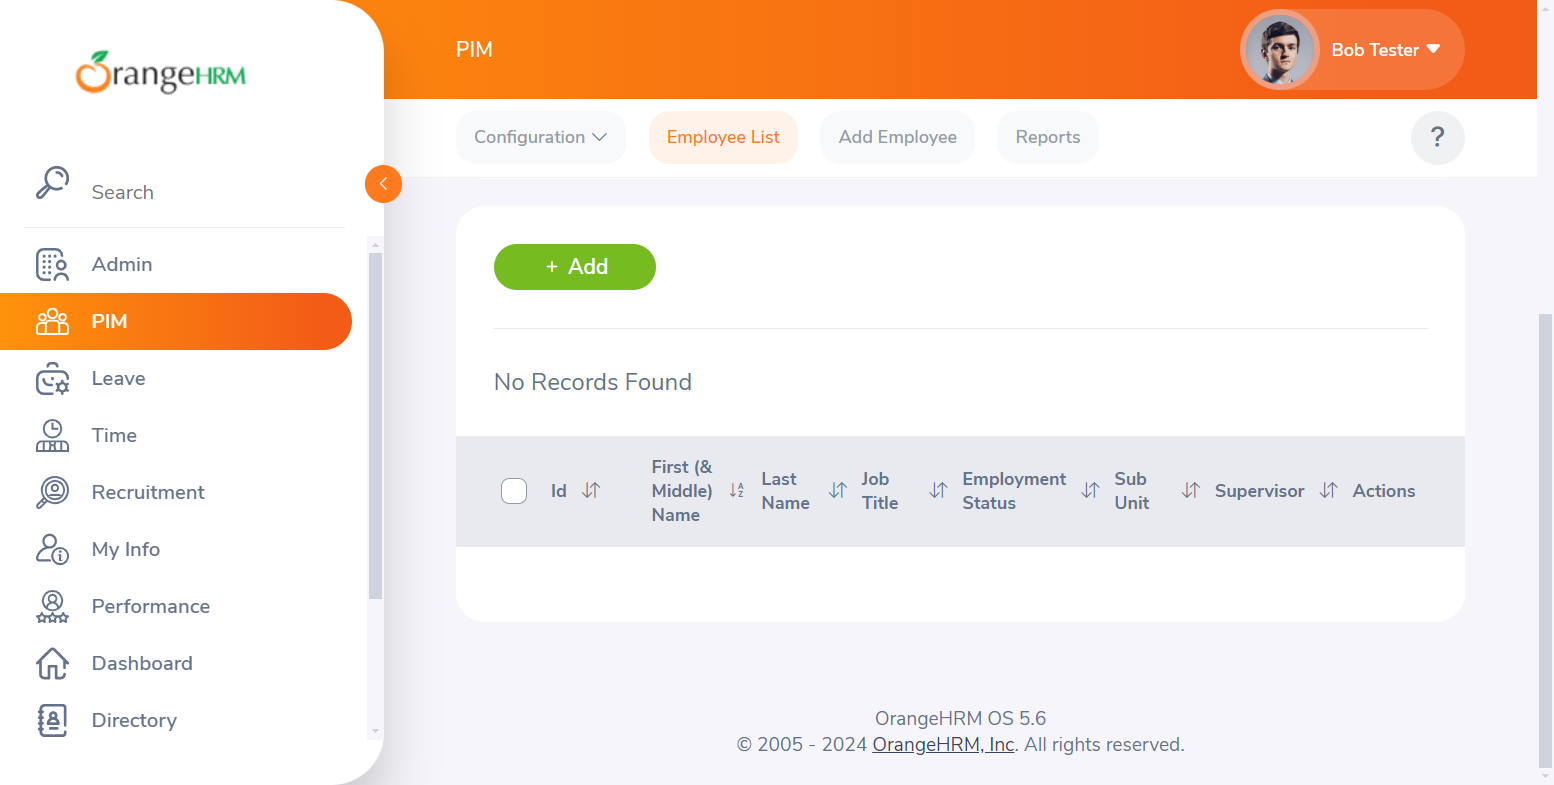 OrangeHRM
Search
Admin
PIM
Leave
Time
Recruitment
My Info
Performance
Dashboard
Directory
PIM
Bob Tester
Configuration
Employee List
Add Employee
Reports
?
+ Add
No Records Found
Id
First (&
Middle)
Name
A
Z
Last
Name
Job
Title
Employment
Status
Sub
Unit
Supervisor
Actions
OrangeHRM OS 5.6
© 2005 - 2024 OrangeHRM, Inc. All rights reserved.